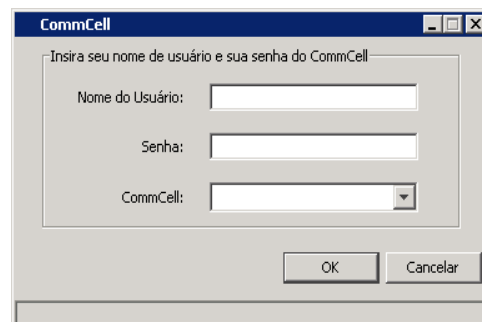 CommCell
Insira seu nome de usuário e sua senha do CommCell
Nome do Usuário:
Senha:
CommCell:
OK
Cancelar